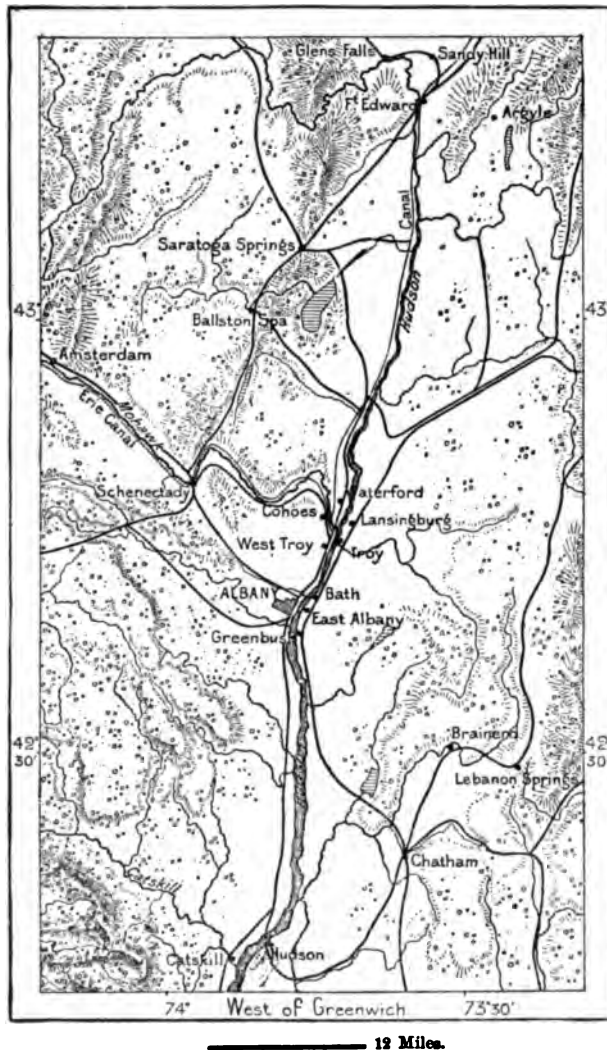 Glens Falls
Sandy Hill
Ft Edward
Argyle
Canal
Saratoga Springs
Hudson
43
43
Ballston Spa
Amsterdam
Mohawk
Erie Canal
Schenectady
Waterford
Cohoes
Lansingburg
West Troy
Troy
ALBANY
Bath
East Albany
Greenbus
42
30
42
30
Brainerd
Lebanon Springs
Chatham
Catskill
Catskill
Hudson
74°
West of Greenwich
73°30'
12 Miles.